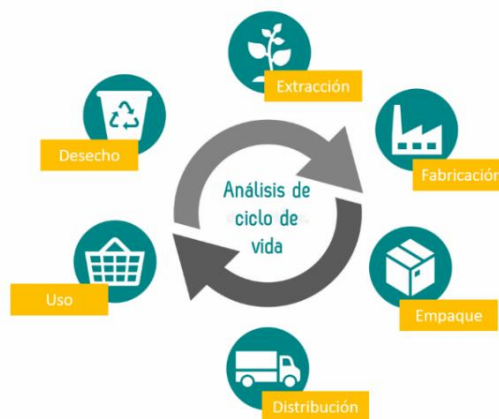 Extracción
Fabricación
Empaque
Distribución
Uso
Desecho
Análisis de
ciclo de
vida